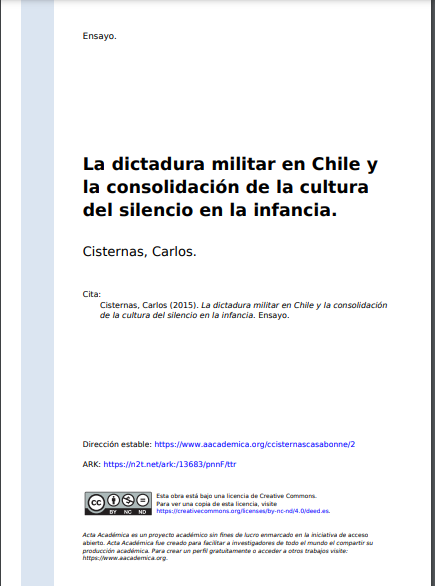 Ensayo.
La dictadura militar en Chile y
la consolidación de la cultura
del silencio en la infancia.
Cisternas, Carlos.
Cita:
Cisternas, Carlos (2015). La dictadura militar en Chile y la consolidación
de la cultura del silencio en la infancia. Ensayo.
Dirección estable: https://www.aacademica.org/ccisternascasabonne/2
ARK: https://n2t.net/ark:/13683/pnnF/ttr
cc BY NC ND
Esta obra está bajo una licencia de Creative Commons.
Para ver una copia de esta licencia, visite
https://creativecommons.org/licenses/by-nc-nd/4.0/deed.es.
Acta Académica es un proyecto académico sin fines de lucro enmarcado en la iniciativa de acceso
abierto. Acta Académica fue creado para facilitar a investigadores de todo el mundo el compartir su
producción académica. Para crear un perfil gratuitamente o acceder a otros trabajos visite:
https://www.aacademica.org.